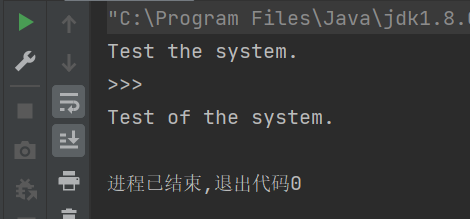 "C:\Program Files\Java\jdk1.8.
Test the system.
>>>
Test of the system.
进程已结束,退出代码0